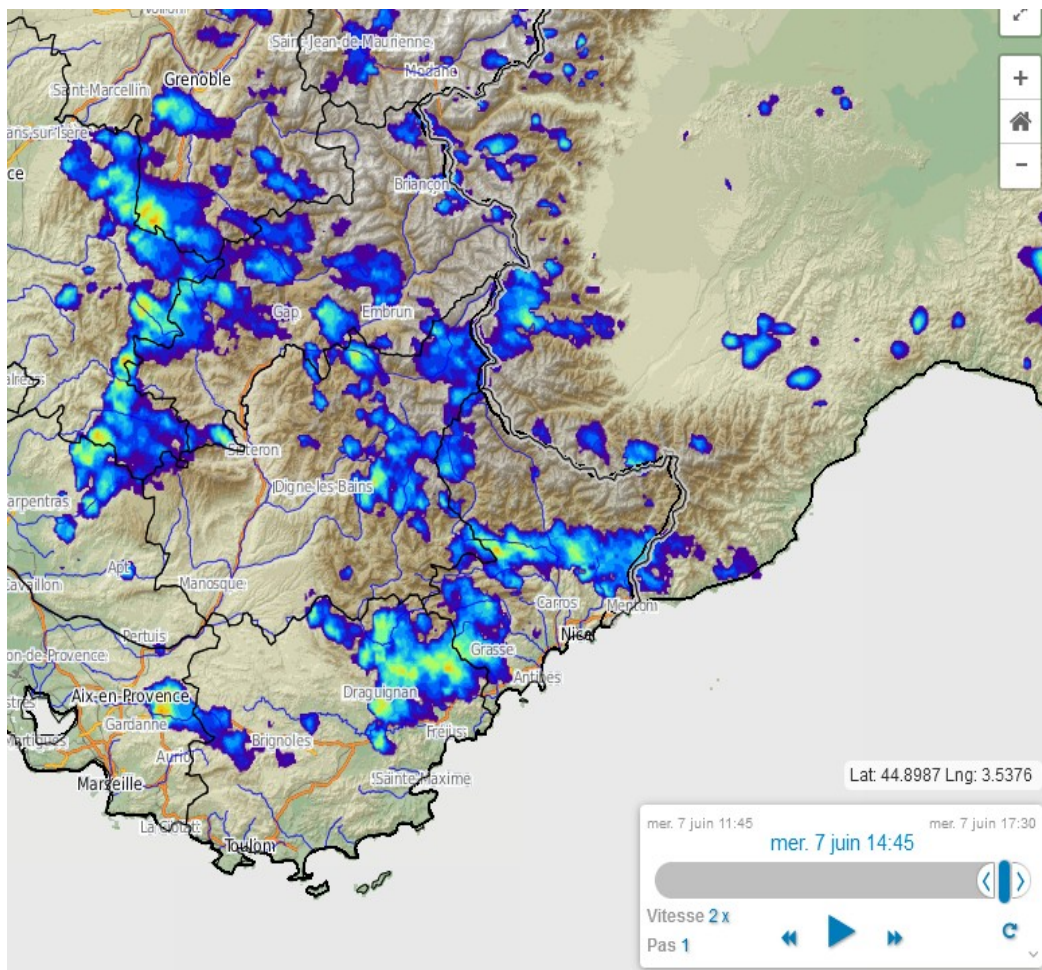 Saint-Jean-de-Maurienne
Modane
Grenoble
Saint-Marcellin
ans-sur-Isère
ce
Briançon
Gap
Embrun
Sisteron
Digne-les-Bains
arpentras
Apt
Cavaillon
Manosque
Carros
Menton
Nice
Pertuis
on-de-Provence
Grasse
Antibes
Draguignan
Aix-en-Provence
Gardanne
Fréjus
Brignoles
Martigues
Auriol
Marseille
Sainte-Maxime
La Ciotat
Toulon
+
−
Lat: 44.8987 Lng: 3.5376
mer. 7 juin 11:45
mer. 7 juin 17:30
mer. 7 juin 14:45
Vitesse 2 x
Pas 1